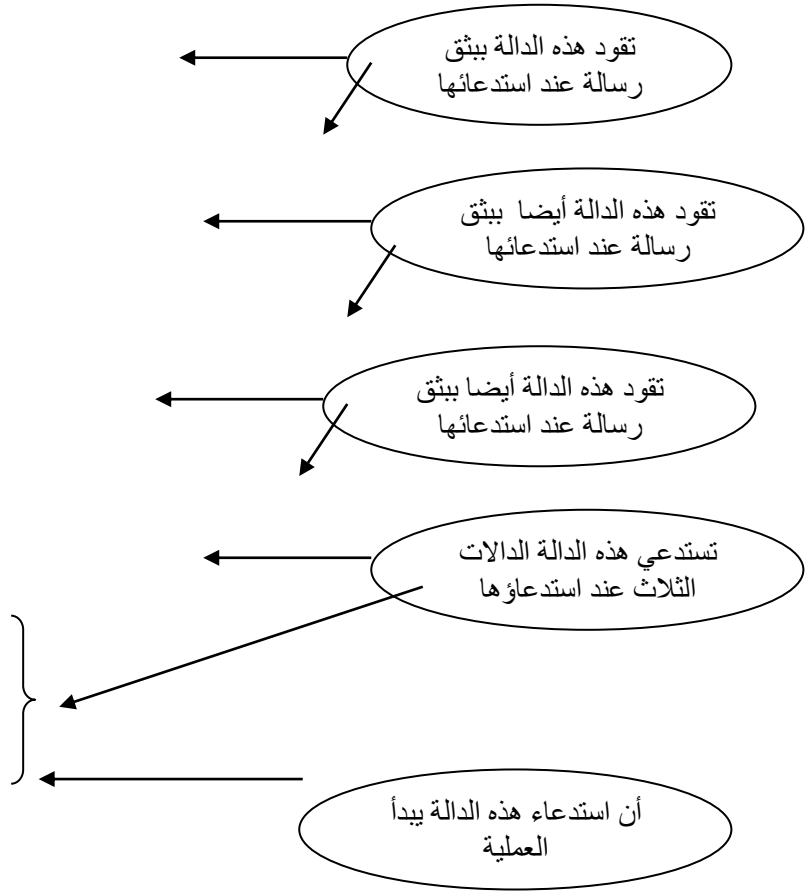 تقود هذه الدالة ببثق
رسالة عند استدعائها
تقود هذه الدالة أيضا ببثق
رسالة عند استدعائها
تقود هذه الدالة أيضا ببثق
رسالة عند استدعائها
تستدعي هذه الدالة الدالات
الثلاث عند استدعاؤها
أن استدعاء هذه الدالة يبدأ
العملية